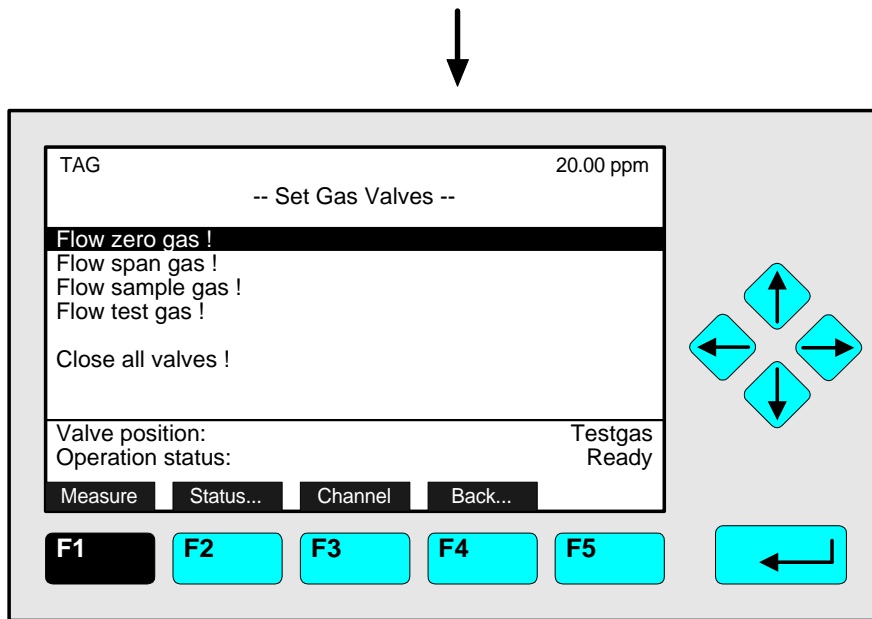 TAG 20.00 ppm
-- Set Gas Valves --
Flow zero gas !
Flow span gas !
Flow sample gas !
Flow test gas !
Close all valves !
Valve position: Testgas
Operation status: Ready
Measure Status... Channel Back...
F1 F2 F3 F4 F5